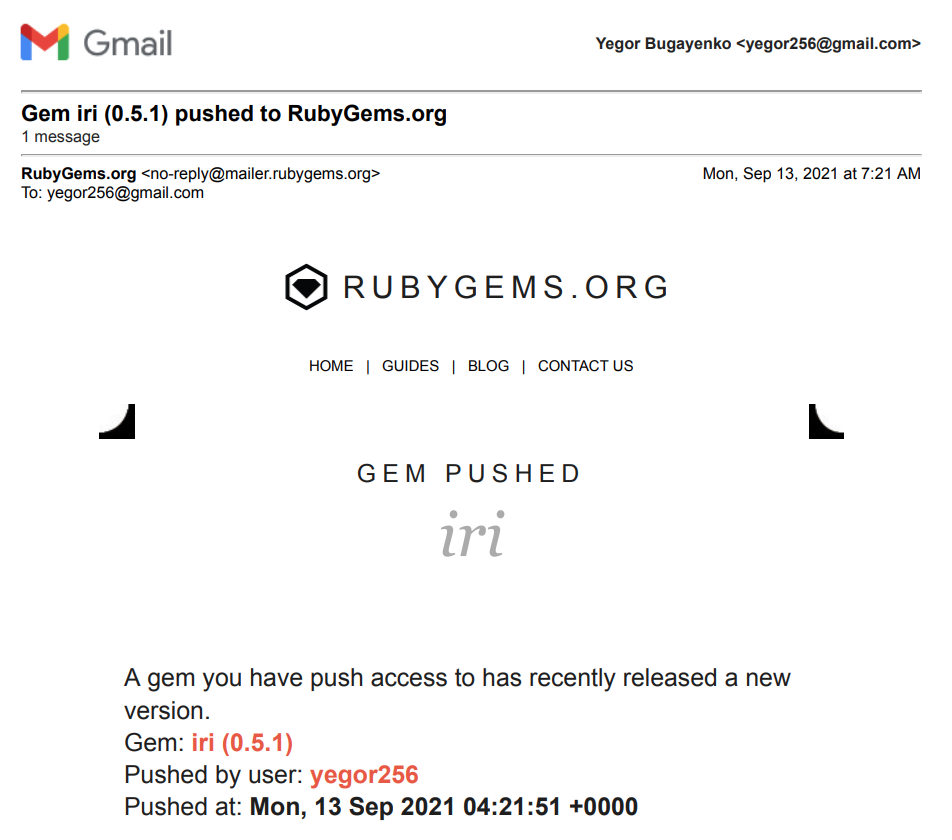 Gmail
Yegor Bugayenko <yegor256@gmail.com>
Gem iri (0.5.1) pushed to RubyGems.org
1 message
RubyGems.org <no-reply@mailer.rubygems.org>
Mon, Sep 13, 2021 at 7:21 AM
To: yegor256@gmail.com
RUBYGEMS.ORG
HOME | GUIDES | BLOG | CONTACT US
GEM PUSHED
iri
A gem you have push access to has recently released a new
version.
Gem: iri (0.5.1)
Pushed by user: yegor256
Pushed at: Mon, 13 Sep 2021 04:21:51 +0000